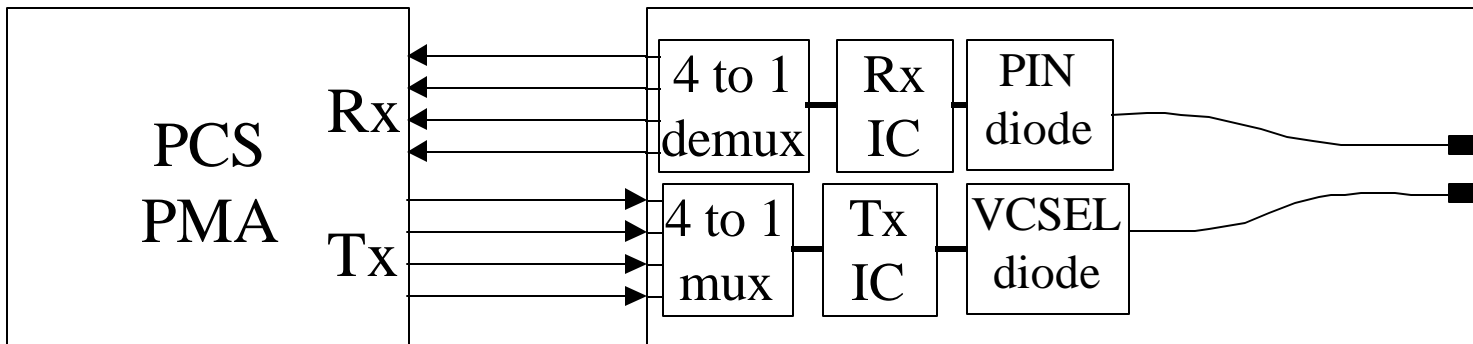 PCS
PMA
Rx
Tx
4 to 1
demux
Rx
IC
PIN
diode
4 to 1
mux
Tx
IC
VCSEL
diode